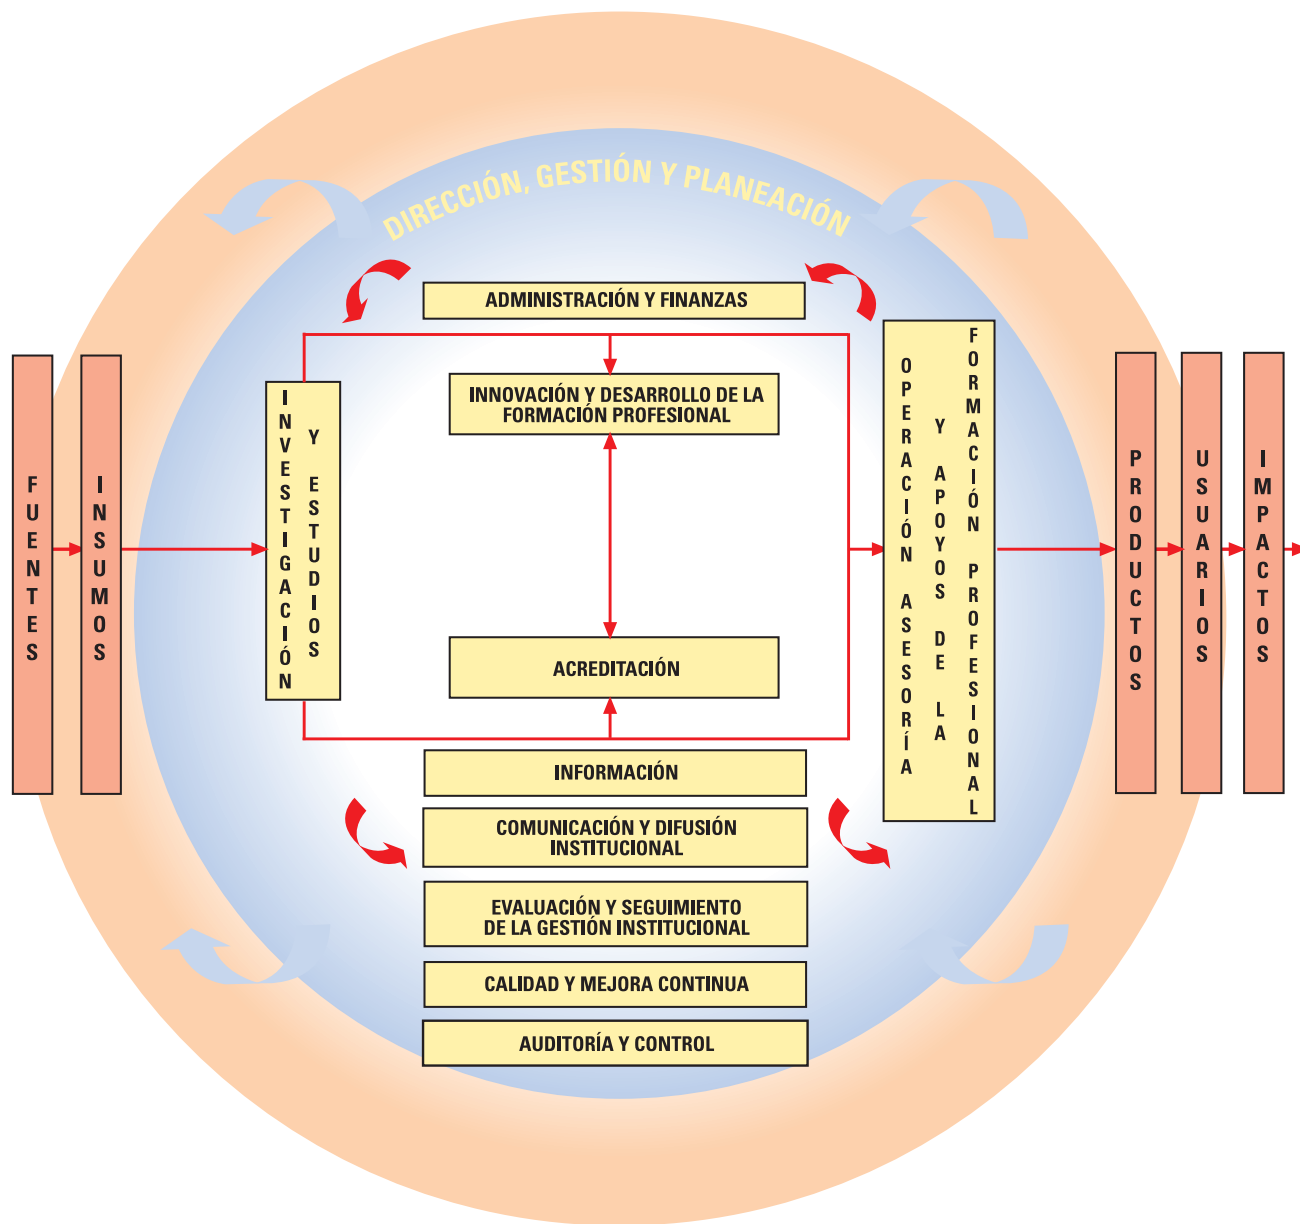 DIRECCIÓN, GESTIÓN Y PLANEACIÓN
ADMINISTRACIÓN Y FINANZAS
FUENTES
INSUMOS
INVESTIGACIÓN
Y ESTUDIOS
INNOVACIÓN Y DESARROLLO DE LA
FORMACIÓN PROFESIONAL
ACREDITACIÓN
OPERACIÓN ASESORÍA
Y APOYOS DE LA
FORMACIÓN PROFESIONAL
PRODUCTOS
USUARIOS
IMPACTOS
INFORMACIÓN
COMUNICACIÓN Y DIFUSIÓN
INSTITUCIONAL
EVALUACIÓN Y SEGUIMIENTO
DE LA GESTIÓN INSTITUCIONAL
CALIDAD Y MEJORA CONTINUA
AUDITORÍA Y CONTROL